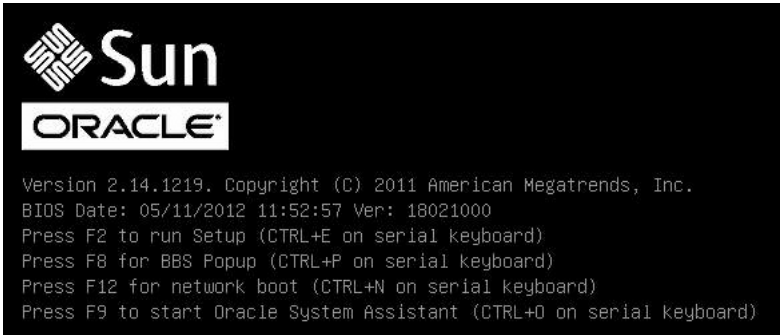 Sun
ORACLE
Version 2.14.1219. Copyright (C) 2011 American Megatrends, Inc.
BIOS Date: 05/11/2012 11:52:57 Ver: 18021000
Press F2 to run Setup (CTRL+E on serial keyboard)
Press F8 for BBS Popup (CTRL+P on serial keyboard)
Press F12 for network boot (CTRL+N on serial keyboard)
Press F9 to start Oracle System Assistant (CTRL+O on serial keyboard)